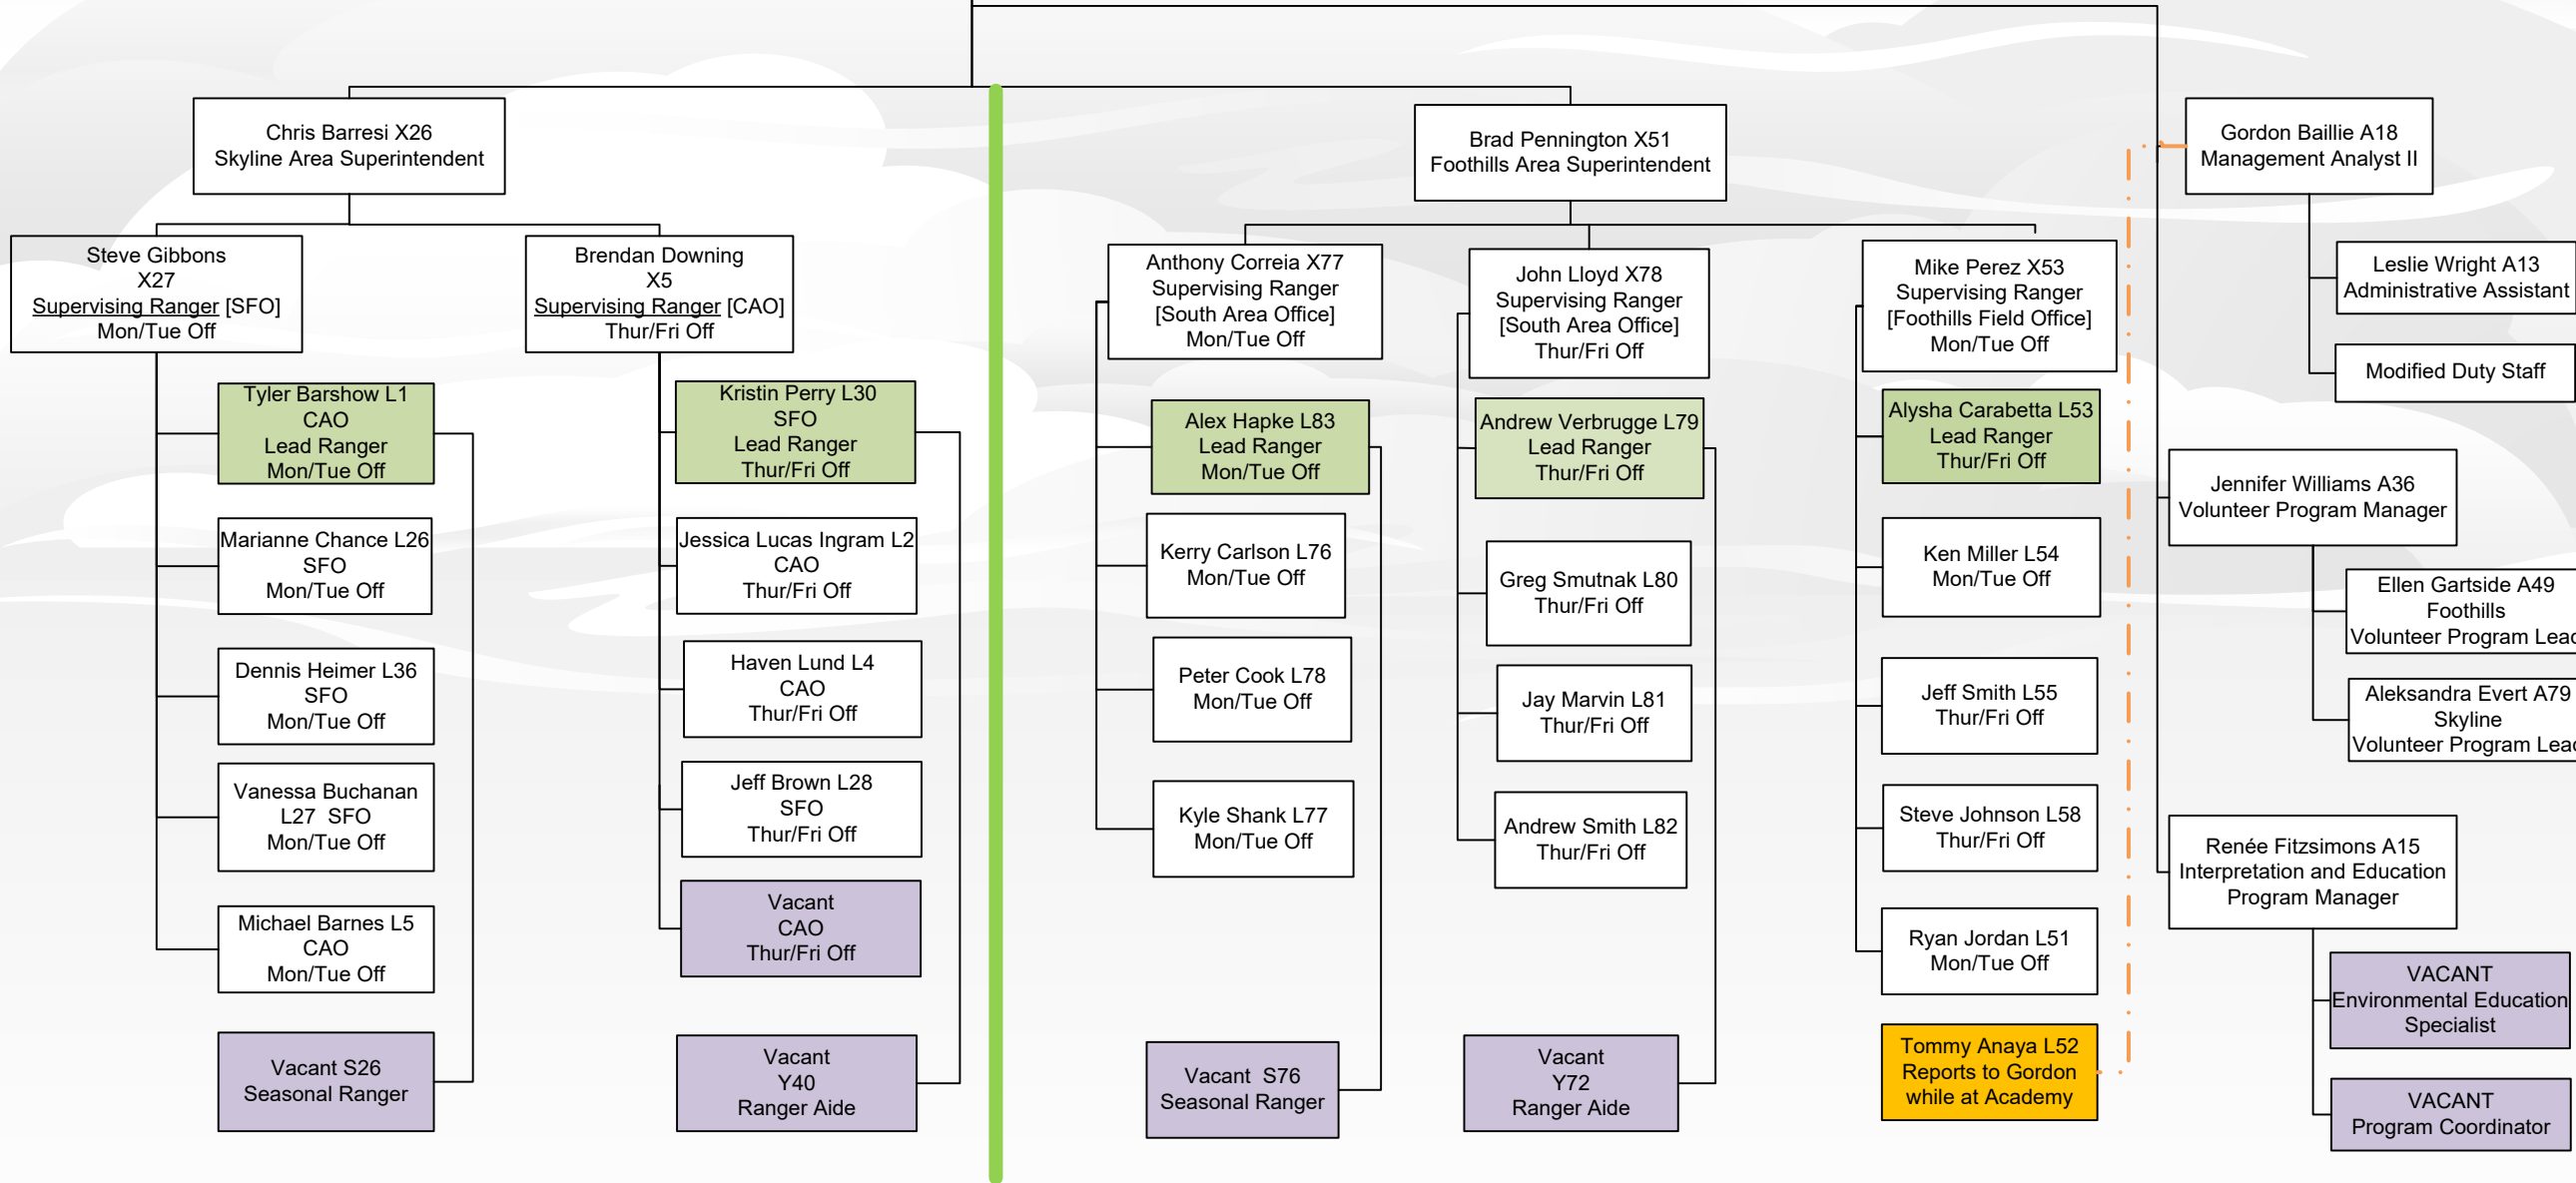 Chris Barresi X26
Skyline Area Superintendent
Brad Pennington X51
Foothills Area Superintendent
Gordon Baillie A18
Management Analyst II
Leslie Wright A13
Administrative Assistant
Modified Duty Staff
Steve Gibbons
X27
Supervising Ranger [SFO]
Mon/Tue Off
Tyler Barshow L1
CAO
Lead Ranger
Mon/Tue Off
Marianne Chance L26
SFO
Mon/Tue Off
Dennis Heimer L36
SFO
Mon/Tue Off
Vanessa Buchanan
L27 SFO
Mon/Tue Off
Michael Barnes L5
CAO
Mon/Tue Off
Vacant S26
Seasonal Ranger
Brendan Downing
X5
Supervising Ranger [CAO]
Thur/Fri Off
Kristin Perry L30
SFO
Lead Ranger
Thur/Fri Off
Jessica Lucas Ingram L2
CAO
Thur/Fri Off
Haven Lund L4
CAO
Thur/Fri Off
Jeff Brown L28
SFO
Thur/Fri Off
Vacant
CAO
Thur/Fri Off
Vacant
Y40
Ranger Aide
Anthony Correia X77
Supervising Ranger
[South Area Office]
Mon/Tue Off
Alex Hapke L83
Lead Ranger
Mon/Tue Off
Kerry Carlson L76
Mon/Tue Off
Peter Cook L78
Mon/Tue Off
Kyle Shank L77
Mon/Tue Off
Vacant S76
Seasonal Ranger
John Lloyd X78
Supervising Ranger
[South Area Office]
Thur/Fri Off
Andrew Verbrugge L79
Lead Ranger
Thur/Fri Off
Greg Smutnak L80
Thur/Fri Off
Jay Marvin L81
Thur/Fri Off
Andrew Smith L82
Thur/Fri Off
Vacant
Y72
Ranger Aide
Mike Perez X53
Supervising Ranger
[Foothills Field Office]
Mon/Tue Off
Alysha Carabetta L53
Lead Ranger
Thur/Fri Off
Ken Miller L54
Mon/Tue Off
Jeff Smith L55
Thur/Fri Off
Steve Johnson L58
Thur/Fri Off
Ryan Jordan L51
Mon/Tue Off
Tommy Anaya L52
Reports to Gordon
while at Academy
Jennifer Williams A36
Volunteer Program Manager
Ellen Gartside A49
Foothills
Volunteer Program Lead
Aleksandra Evert A79
Skyline
Volunteer Program Lead
Renée Fitzsimons A15
Interpretation and Education
Program Manager
VACANT
Environmental Education
Specialist
VACANT
Program Coordinator